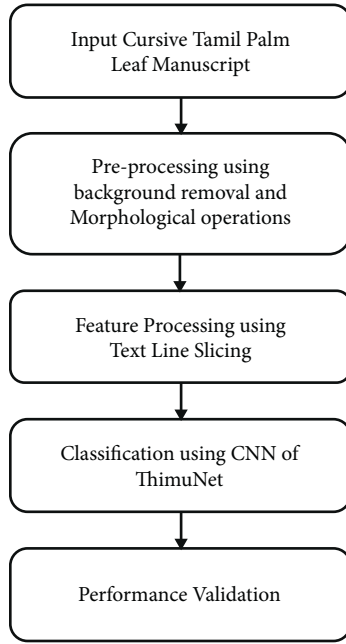 Input Cursive Tamil Palm
Leaf Manuscript
Pre-processing using
background removal and
Morphological operations
Feature Processing using
Text Line Slicing
Classification using CNN of
ThimuNet
Performance Validation